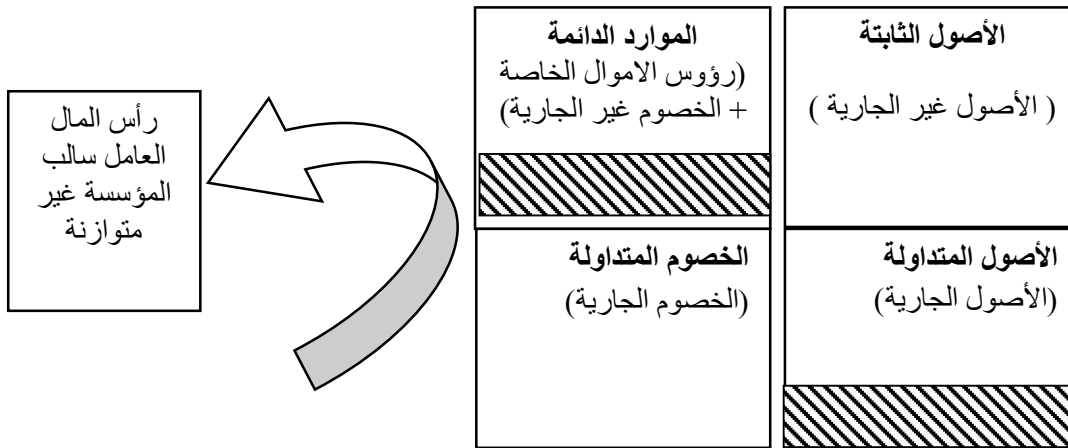 الأصول الثابتة
( الأصول غير الجارية )
الموارد الدائمة
(رؤوس الاموال الخاصة
+ الخصوم غير الجارية)
رأس المال
العامل سالب
المؤسسة غير
متوازنة
الأصول المتداولة
(الأصول الجارية)
الخصوم المتداولة
(الخصوم الجارية)